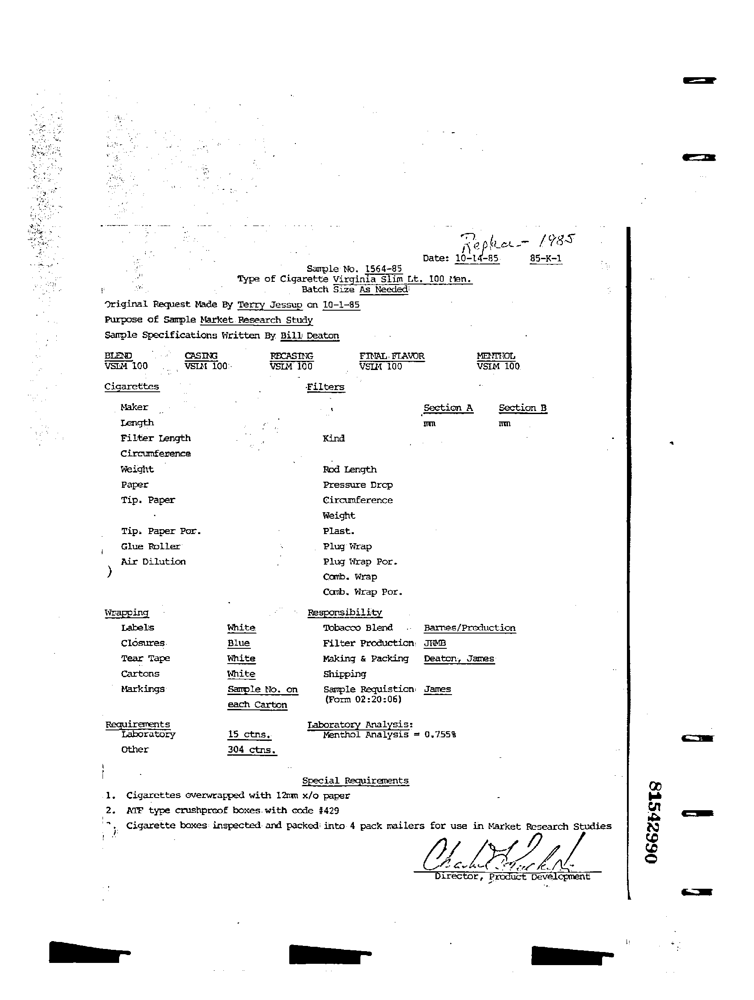 1985
Date: 10-14-85 85-K-1
Sample No. 1564-85
Type of Cigarette Virginia Slim Lt. 100 Men.
Batch Size As Needed
Original Request Made By Terry Jessup on 10-1-85
Purpose of Sample Market Research Study
Sample Specifications Written By Bill Deaton
BLEND CASING RECASING FINAL FLAVOR MENTHOL
VSLM 100 VSLM 100 VSLM 100 VSLM 100 VSLM 100
Cigarettes Filters
Maker Section A Section B
Length mm mm
Filter Length Kind
Circumference
Weight Rod Length
Paper Pressure Drop
Tip. Paper Circumference
Weight
Tip. Paper Por. Plast.
Glue Roller Plug Wrap
Air Dilution Plug Wrap Por.
Comb. Wrap
Comb. Wrap Por.
Wrapping Responsibility
Labels White Tobacco Blend Barnes/Production
Closures Blue Filter Production JRMB
Tear Tape White Making & Packing Deaton, James
Cartons White Shipping
Markings Sample No. on Sample Requistion James
each Carton (Form 02:20:06)
Requirements Laboratory Analysis:
Laboratory 15 ctns. Menthol Analysis = 0.755%
Other 304 ctns.
Special Requirements
1. Cigarettes overwrapped with 12mm x/o paper
2. ATF type crushproof boxes with code #429
Cigarette boxes inspected and packed into 4 pack mailers for use in Market Research Studies
Director, Product Development
81542990